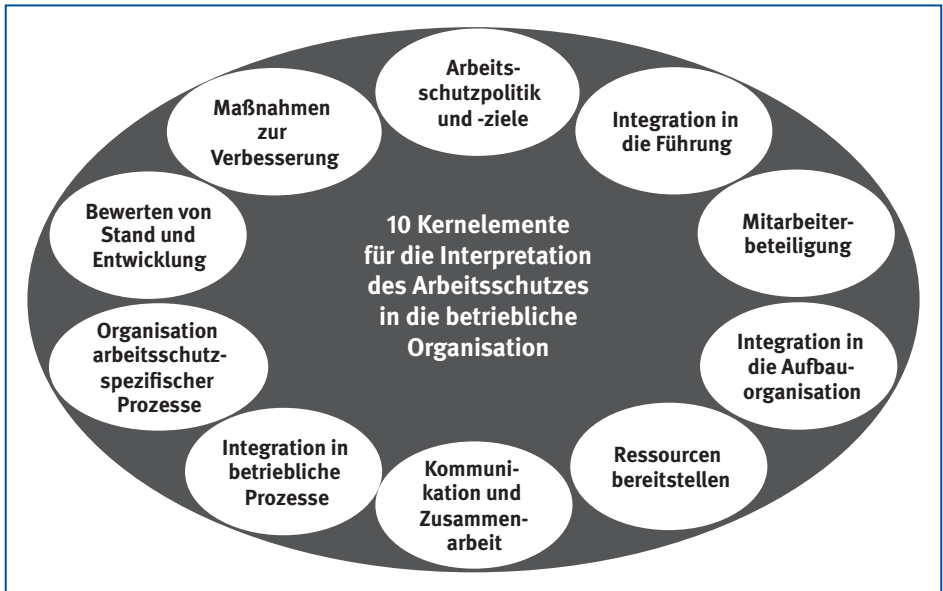 Arbeits-
schutzpolitik
und -ziele
Integration in
die Führung
Mitarbeiter-
beteiligung
Integration in
die Aufbau-
organisation
Ressourcen
bereitstellen
Kommuni-
kation und
Zusammen-
arbeit
Integration in
betriebliche
Prozesse
Organisation
arbeitsschutz-
spezifischer
Prozesse
Bewerten von
Stand und
Entwicklung
Maßnahmen
zur
Verbesserung
10 Kernelemente
für die Interpretation
des Arbeitsschutzes
in die betriebliche
Organisation